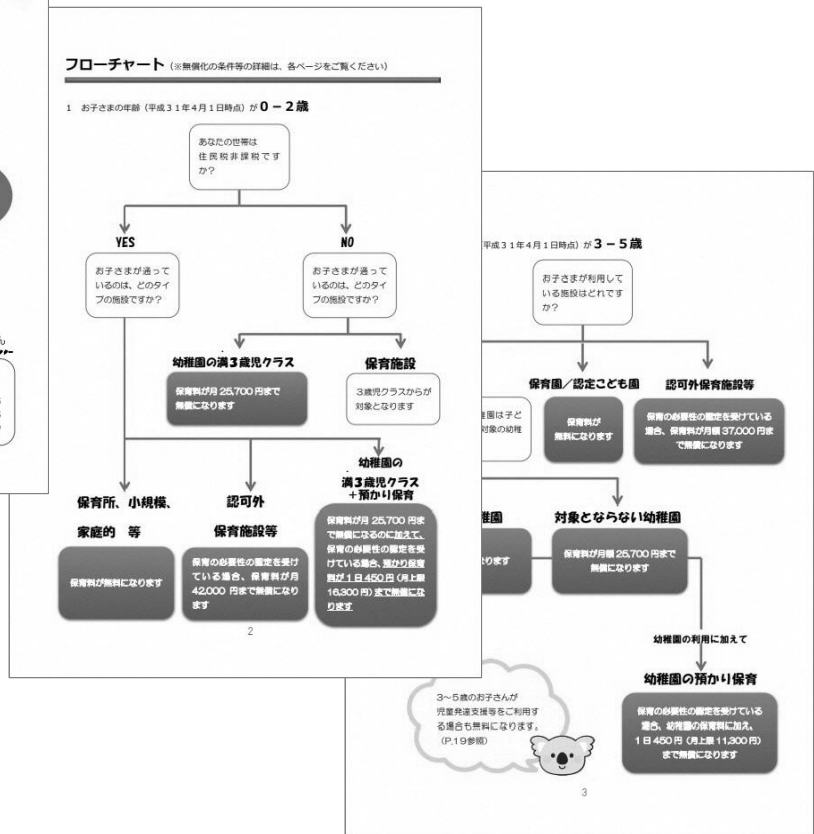 フローチャート（※無償化の条件等の詳細は、各ページをご覧ください）
1 お子さまの年齢（平成31年4月1日時点）が0－2歳
あなたの世帯は
住民税非課税です
か？
YES
NO
お子さまが通って
いるのは、どのタイ
プの施設ですか？
お子さまが通って
いるのは、どのタイ
プの施設ですか？
幼稚園の満3歳児クラス
保育料が月25,700円まで
無償になります
保育施設
3歳児クラスからが
対象となります
保育所、小規模、
家庭的 等
保育料が無料になります
認可外
保育施設等
保育の必要性の認定を受け
ている場合、保育料が月
42,000円まで無償になり
ます
幼稚園の
満3歳児クラス
＋預かり保育
保育料が月25,700円ま
で無償になるのに加えて、
保育の必要性の認定を受
けている場合、預かり保育
料が1日450円（月上限
16,300円）まで無償にな
ります
2
平成31年4月1日時点）が3－5歳
お子さまが利用して
いる施設はどれです
か？
園は子ど
対象の幼稚
保育園／認定こども園
保育料が
無料になります
認可外保育施設等
保育の必要性の認定を受けている
場合、保育料が月額37,000円ま
で無償になります
稚園
ります
対象とならない幼稚園
保育料が月額25,700円まで
無償になります
幼稚園の利用に加えて
幼稚園の預かり保育
保育の必要性の認定を受けている
場合、幼稚園の保育料に加え、
1日450円（月上限11,300円）
まで無償になります
3～5歳のお子さんが
児童発達支援等をご利用す
る場合も無料になります。
（P.19参照）
3